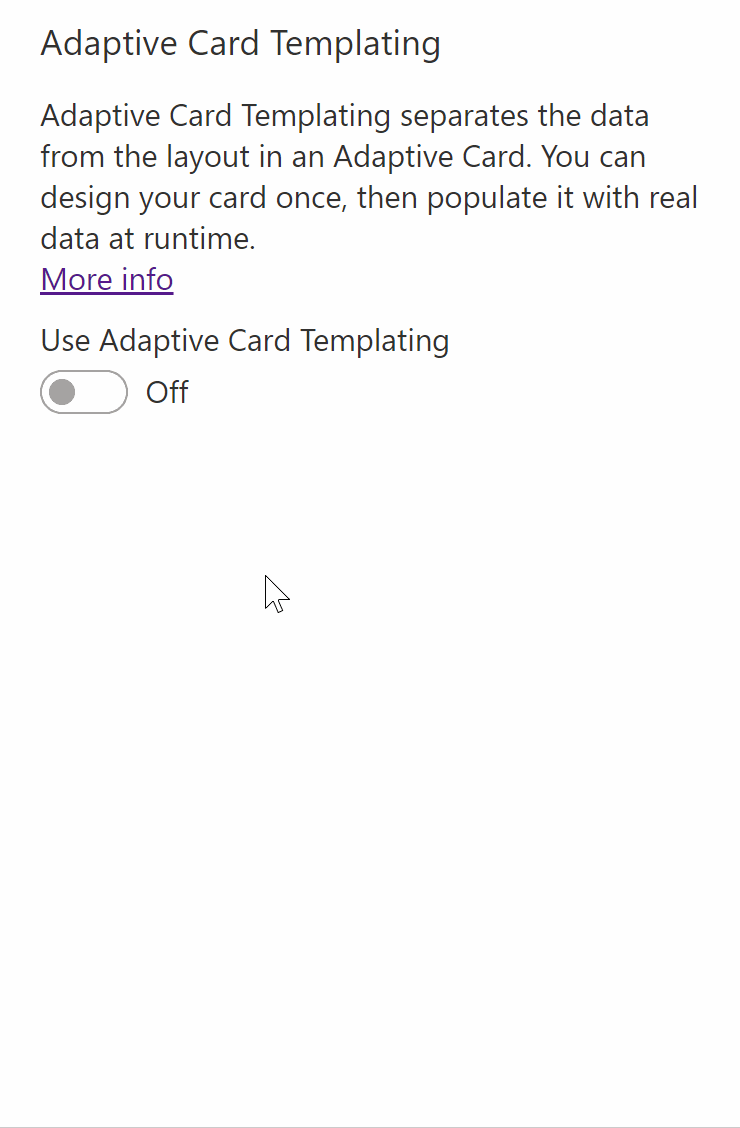 Adaptive Card Templating
Adaptive Card Templating separates the data
from the layout in an Adaptive Card. You can
design your card once, then populate it with real
data at runtime.
More info
Use Adaptive Card Templating
Off